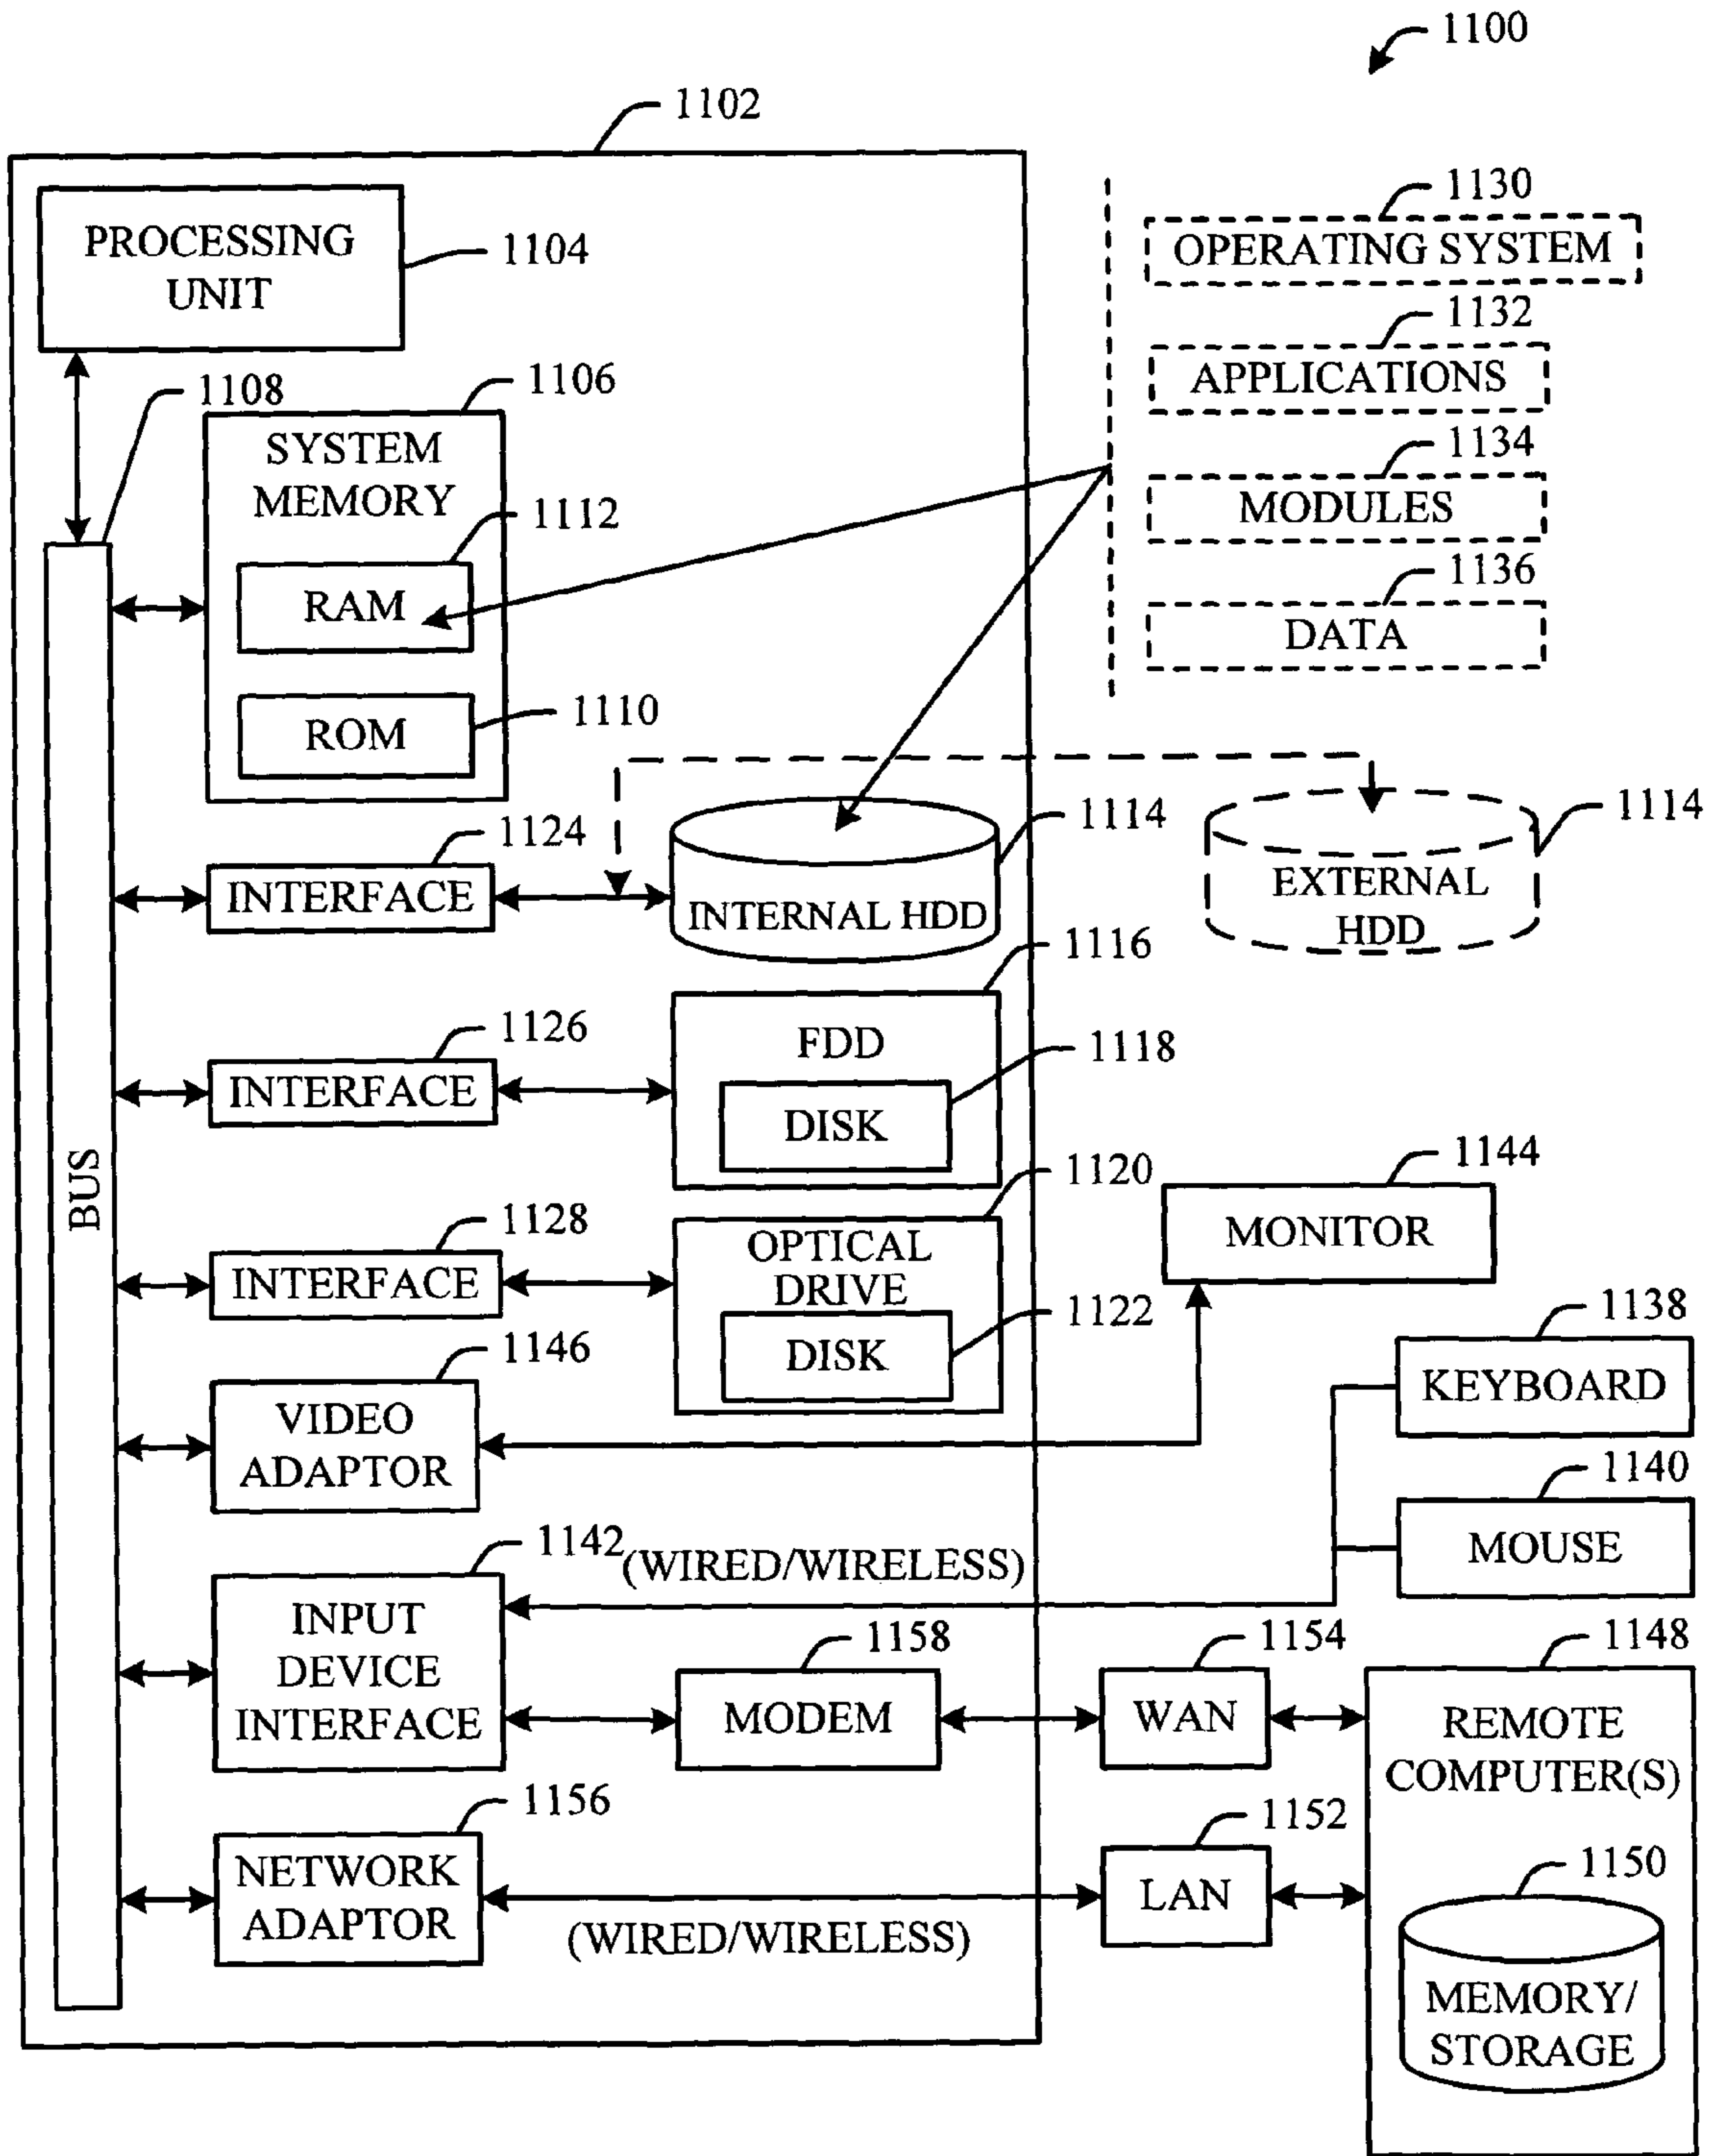 1100
1102
PROCESSING
UNIT
1104
1130
OPERATING SYSTEM
1132
APPLICATIONS
1134
MODULES
1136
DATA
1108
1106
SYSTEM
MEMORY
1112
RAM
1110
ROM
1124
INTERFACE
1114
INTERNAL HDD
1114
EXTERNAL
HDD
1116
FDD
1126
INTERFACE
1118
DISK
BUS
1120
OPTICAL
DRIVE
1128
INTERFACE
1122
DISK
1144
MONITOR
1146
VIDEO
ADAPTOR
1138
KEYBOARD
1140
MOUSE
1142
(WIRED/WIRELESS)
INPUT
DEVICE
INTERFACE
1158
MODEM
1154
WAN
1148
REMOTE
COMPUTER(S)
1156
NETWORK
ADAPTOR
(WIRED/WIRELESS)
1152
LAN
1150
MEMORY/
STORAGE